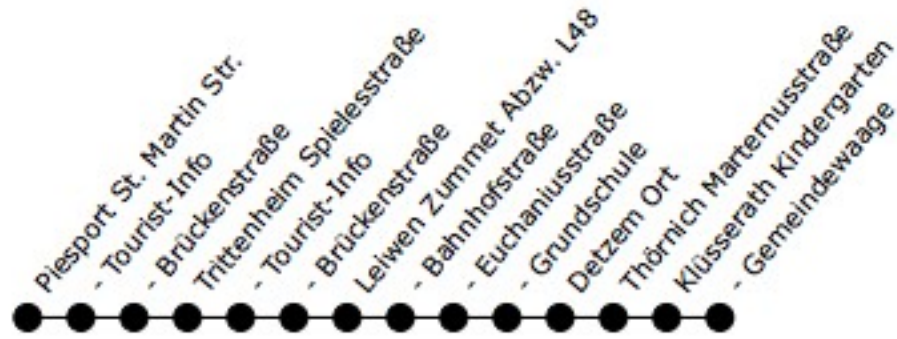 Piesport St. Martin Str.
- Tourist-Info
- Brückenstraße
Trittenheim Spielesstraße
- Tourist-Info
- Brückenstraße
Leiwen Zummet Abzw. L48
- Bahnhofstraße
- Euchaniusstraße
- Grundschule
Detzem Ort
Thörnich Marternusstraße
Klüsserath Kindergarten
- Gemeindewaage